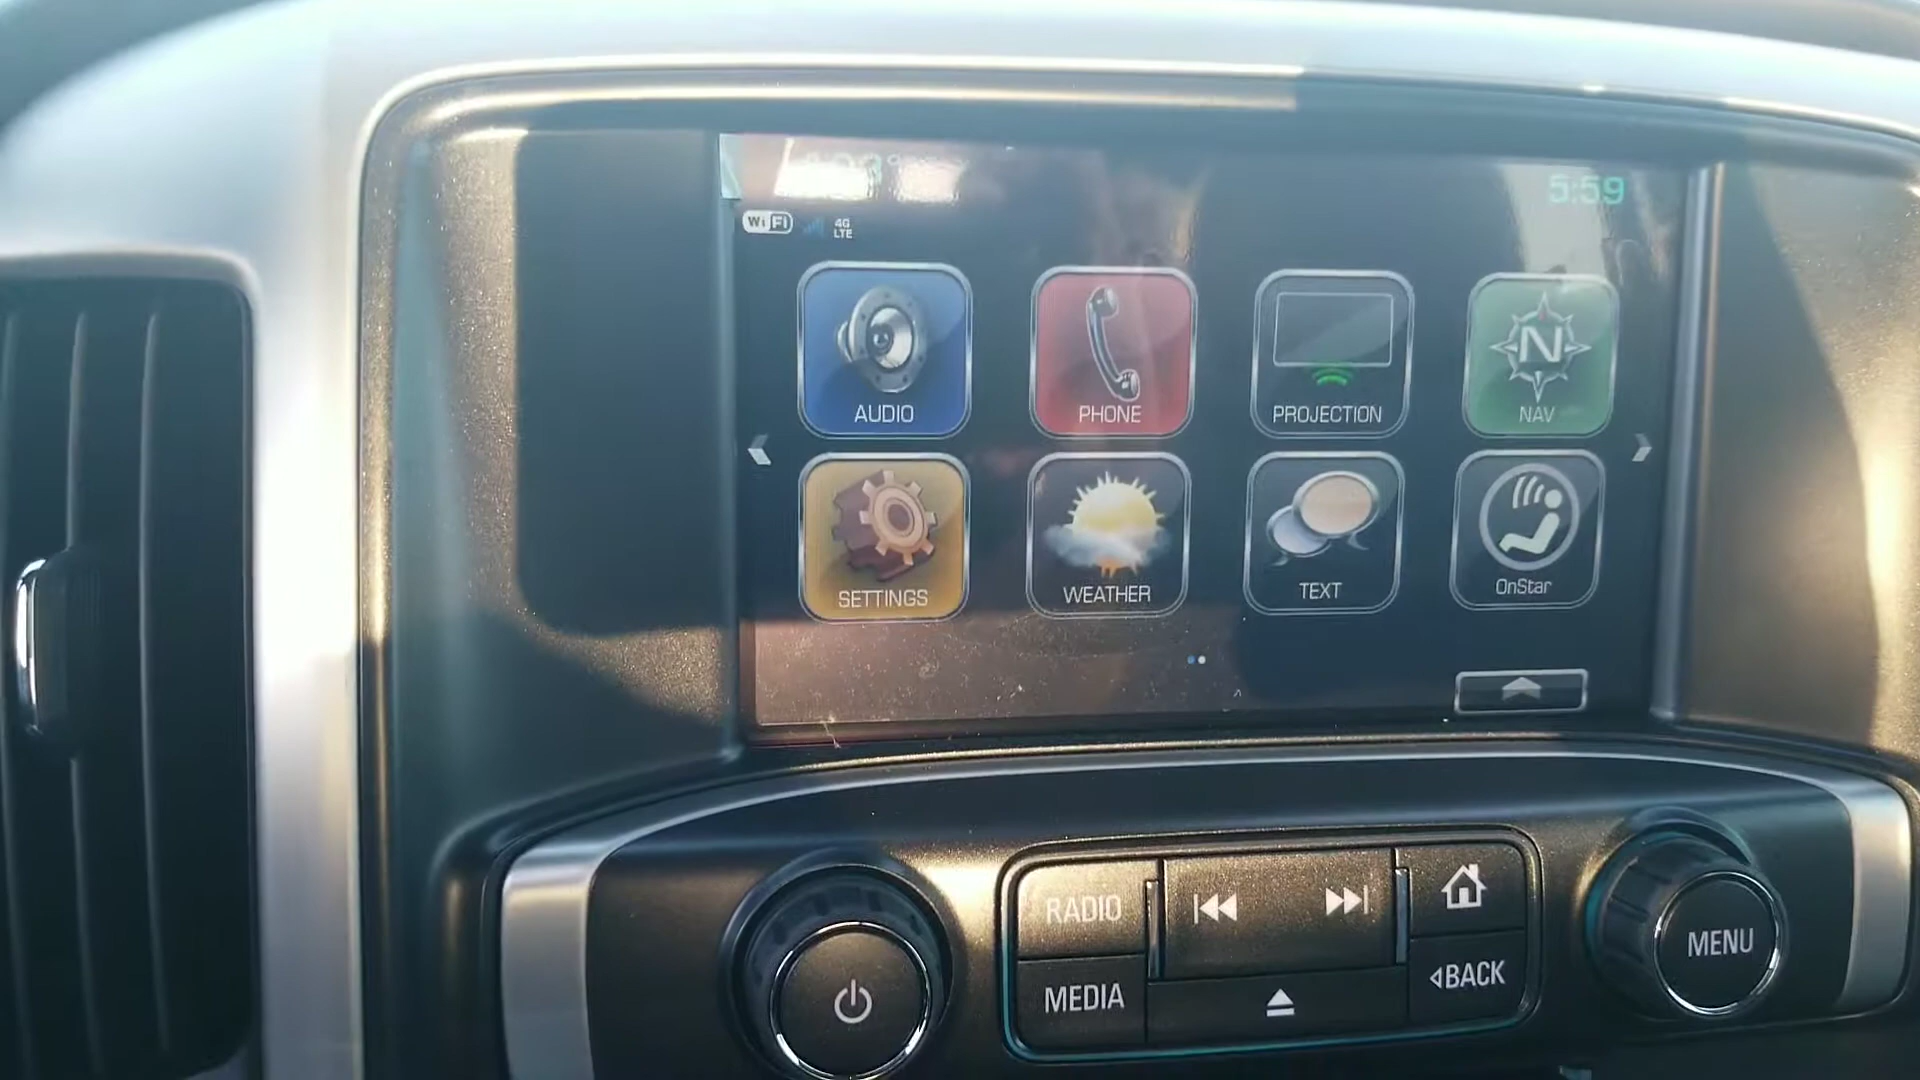 5:59
WiFi 4G
LTE
AUDIO PHONE PROJECTION NAV
SETTINGS WEATHER TEXT OnStar
RADIO
MEDIA BACK
MENU